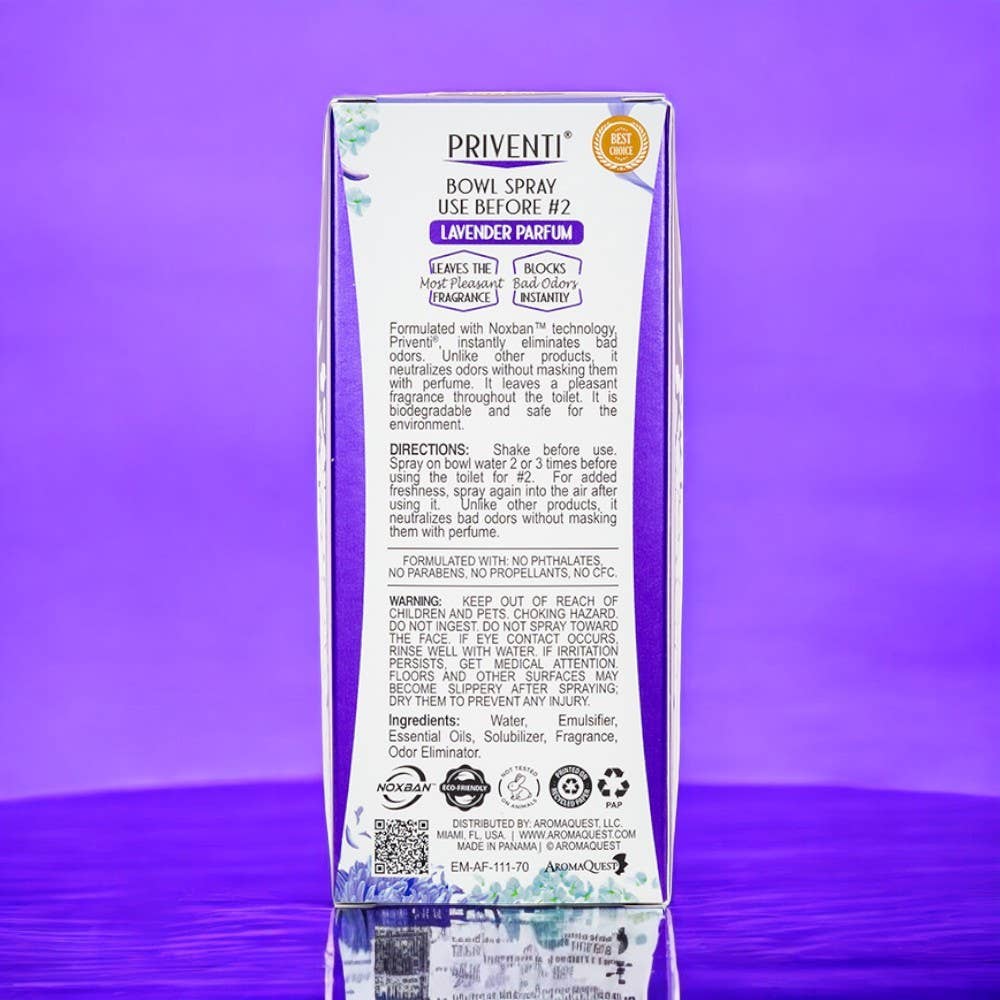 PRIVENTI®
BEST
CHOICE
BOWL SPRAY
USE BEFORE #2
LAVENDER PARFUM
LEAVES THE
Most Pleasant
FRAGRANCE
BLOCKS
Bad Odors
INSTANTLY
Formulated with Noxban™ technology,
Priventi®, instantly eliminates bad
odors. Unlike other products, it
neutralizes odors without masking them
with perfume. It leaves a pleasant
fragrance throughout the toilet. It is
biodegradable and safe for the
environment.
DIRECTIONS: Shake before use.
Spray on bowl water 2 or 3 times before
using the toilet for #2. For added
freshness, spray again into the air after
using it. Unlike other products, it
neutralizes bad odors without masking
them with perfume.
FORMULATED WITH: NO PHTHALATES,
NO PARABENS, NO PROPELLANTS, NO CFC.
WARNING: KEEP OUT OF REACH OF
CHILDREN AND PETS. CHOKING HAZARD.
DO NOT INGEST. DO NOT SPRAY TOWARD
THE FACE. IF EYE CONTACT OCCURS,
RINSE WELL WITH WATER. IF IRRITATION
PERSISTS, GET MEDICAL ATTENTION.
FLOORS AND OTHER SURFACES MAY
BECOME SLIPPERY AFTER SPRAYING;
DRY THEM TO PREVENT ANY INJURY.
Ingredients: Water, Emulsifier,
Essential Oils, Solubilizer, Fragrance,
Odor Eliminator.
NOXBAN™
ECO-FRIENDLY
NOT TESTED
ON ANIMALS
PRINTED ON
RECYCLED PAPER
PAP
DISTRIBUTED BY: AROMAQUEST, LLC.
MIAMI, FL, USA. | WWW.AROMAQUEST.COM
MADE IN PANAMA | © AROMAQUEST
EM-AF-111-70
AROMAQUEST